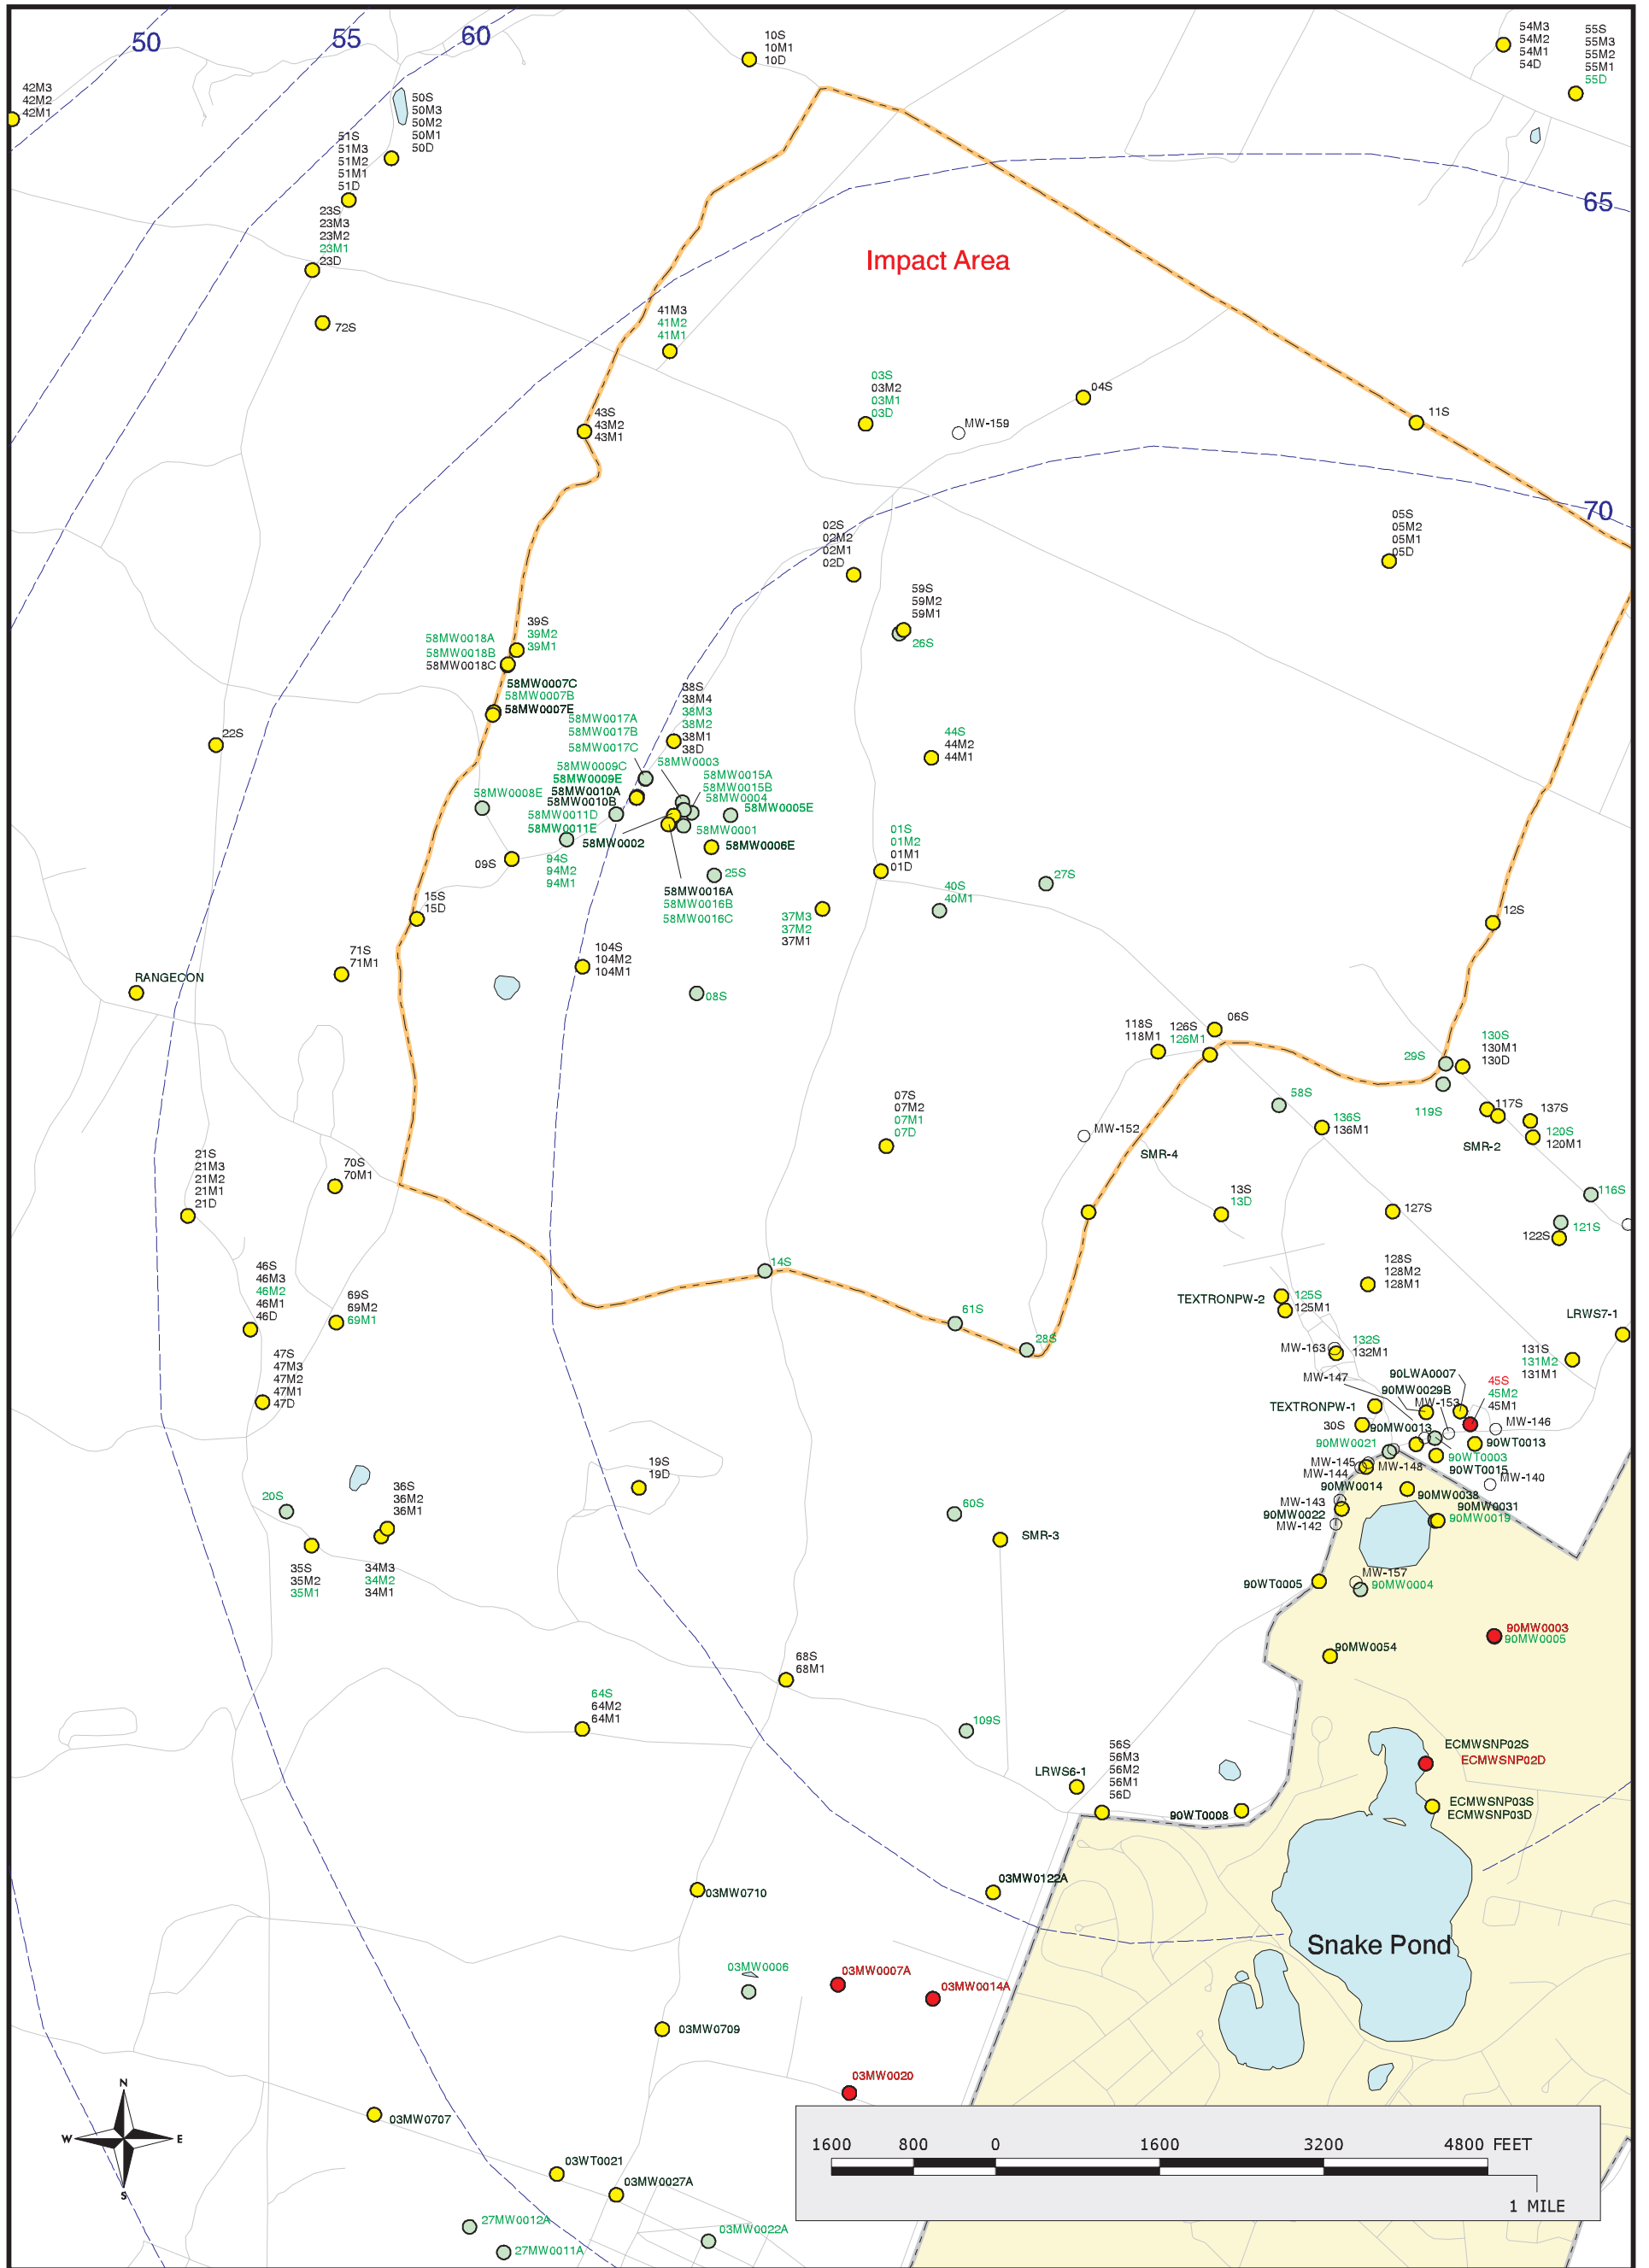 50
55
60
10S
10M1
10D
54M3
54M2
54M1
54D
55S
55M3
55M2
55M1
55D
42M3
42M2
42M1
50S
50M3
50M2
50M1
50D
51S
51M3
51M2
51M1
51D
65
23S
23M3
23M2
23M1
23D
Impact Area
72S
41M3
41M2
41M1
03S
03M2
03M1
03D
04S
MW-159
11S
43S
43M2
43M1
70
05S
05M2
05M1
05D
02S
02M2
02M1
02D
59S
59M2
59M1
26S
39S
39M2
39M1
58MW0018A
58MW0018B
58MW0018C
58MW0007C
58MW0007B
58MW0007E
38S
38M4
38M3
38M2
38M1
38D
58MW0017A
58MW0017B
58MW0017C
22S
44S
44M2
44M1
58MW0003
58MW0009C
58MW0009E
58MW0010A
58MW0010B
58MW0011D
58MW0011E
58MW0015A
58MW0015B
58MW0004
58MW0005E
58MW0008E
58MW0001
58MW0002
58MW0006E
01S
01M2
01M1
01D
09S
94S
94M2
94M1
25S
27S
40S
40M1
58MW0016A
58MW0016B
58MW0016C
15S
15D
37M3
37M2
37M1
12S
71S
71M1
104S
104M2
104M1
RANGECON
08S
06S
118S
118M1
126S
126M1
29S
130S
130M1
130D
07S
07M2
07M1
07D
58S
119S
117S
137S
120S
120M1
SMR-2
136S
136M1
MW-152
SMR-4
21S
21M3
21M2
21M1
21D
70S
70M1
13S
13D
116S
127S
121S
122S
14S
46S
46M3
46M2
46M1
46D
69S
69M2
69M1
128S
128M2
128M1
TEXTRONPW-2
125S
125M1
LRWS7-1
61S
28S
MW-163
132S
132M1
47S
47M3
47M2
47M1
47D
131S
131M2
131M1
MW-147
90LWA0007
90MW0029B
MW-153
45S
45M2
45M1
TEXTRONPW-1
30S
90MW0013
MW-146
90MW0021
90WT0013
90WT0003
90WT0015
MW-145
MW-148
MW-144
MW-140
90MW0014
19S
19D
36S
36M2
36M1
20S
90MW0038
MW-143
90MW0022
MW-142
90MW0031
90MW0019
60S
SMR-3
35S
35M2
35M1
34M3
34M2
34M1
MW-157
90WT0005
90MW0004
90MW0003
90MW0005
90MW0054
68S
68M1
64S
64M2
64M1
109S
56S
56M3
56M2
56M1
56D
ECMWSNP02S
ECMWSNP02D
LRWS6-1
90WT0008
ECMWSNP03S
ECMWSNP03D
03MW0122A
03MW0710
Snake Pond
03MW0006
03MW0007A
03MW0014A
03MW0709
03MW0020
N
W
E
S
03MW0707
1600 800 0 1600 3200 4800 FEET
1 MILE
03WT0021
03MW0027A
27MW0012A
03MW0022A
27MW0011A